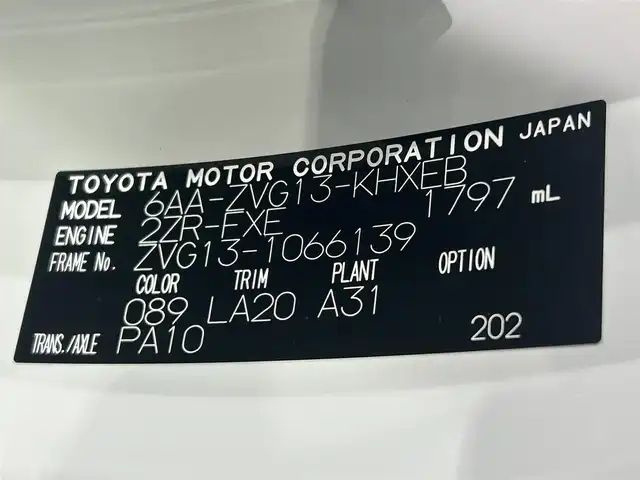 TOYOTA MOTOR CORPORATION JAPAN
MODEL 6AA-ZVG13-KHXEB
ENGINE 2ZR-FXE 1797 mL
FRAME No. ZVG13-1066139
COLOR TRIM PLANT OPTION
089 LA20 A31
TRANS./AXLE PA10 202